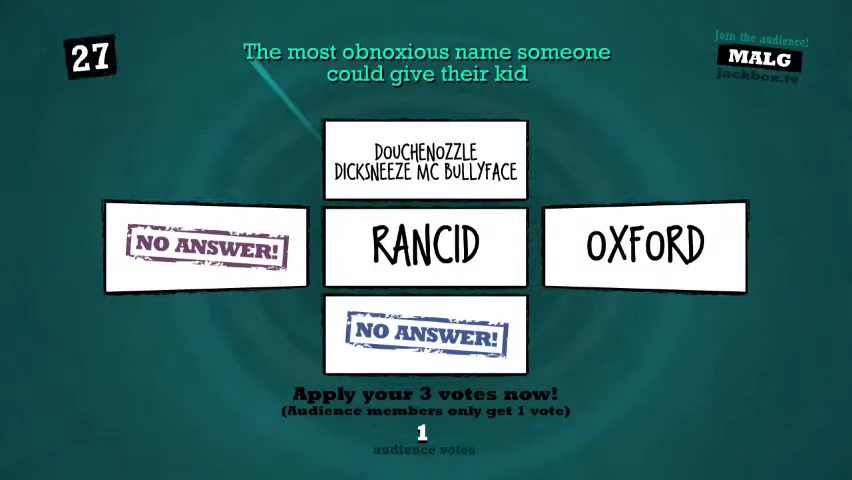 27
The most obnoxious name someone
could give their kid
Join the audience!
MALG
jackbox.tv
DOUCHENOZZLE
DICKSNEEZE MC BULLYFACE
NO ANSWER!
RANCID
OXFORD
NO ANSWER!
Apply your 3 votes now!
(Audience members only get 1 vote)
1
audience votes